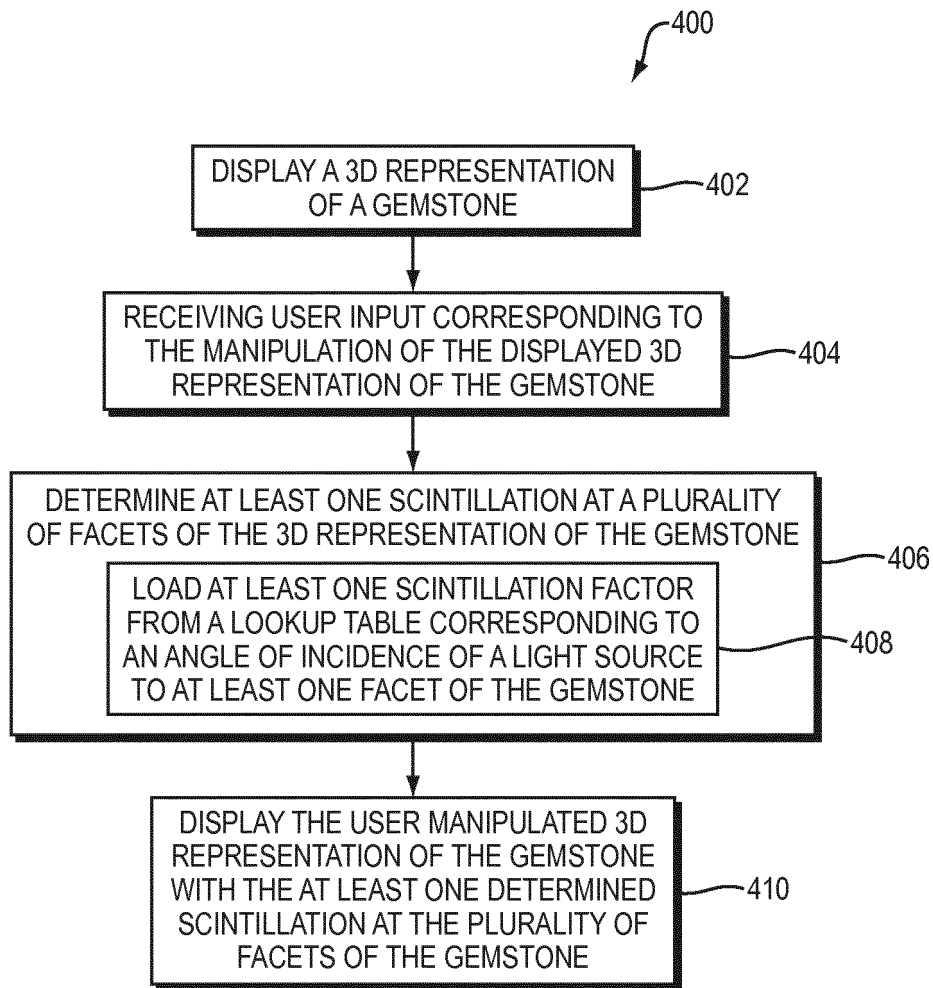 400
DISPLAY A 3D REPRESENTATION
OF A GEMSTONE
402
RECEIVING USER INPUT CORRESPONDING TO
THE MANIPULATION OF THE DISPLAYED 3D
REPRESENTATION OF THE GEMSTONE
404
DETERMINE AT LEAST ONE SCINTILLATION AT A PLURALITY
OF FACETS OF THE 3D REPRESENTATION OF THE GEMSTONE
406
LOAD AT LEAST ONE SCINTILLATION FACTOR
FROM A LOOKUP TABLE CORRESPONDING TO
AN ANGLE OF INCIDENCE OF A LIGHT SOURCE
TO AT LEAST ONE FACET OF THE GEMSTONE
408
DISPLAY THE USER MANIPULATED 3D
REPRESENTATION OF THE GEMSTONE
WITH THE AT LEAST ONE DETERMINED
SCINTILLATION AT THE PLURALITY OF
FACETS OF THE GEMSTONE
410